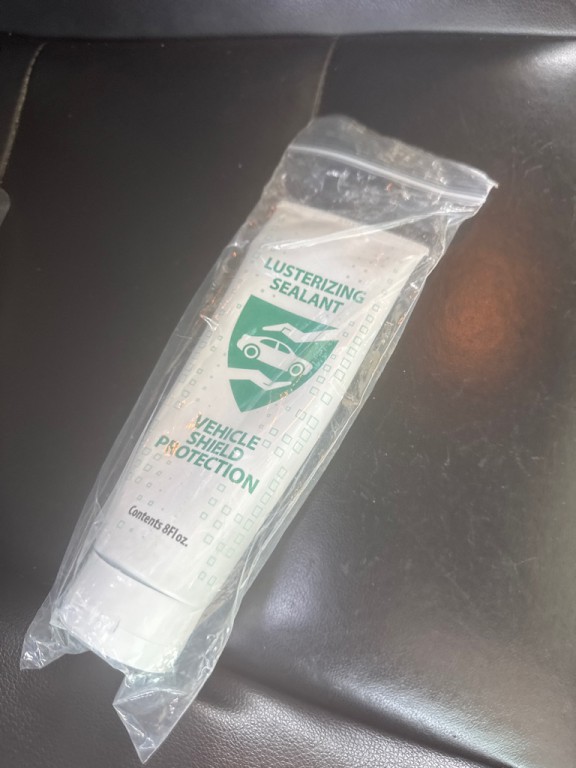 LUSTERIZING
SEALANT
VEHICLE
SHIELD
PROTECTION
Contents 8Fl oz.